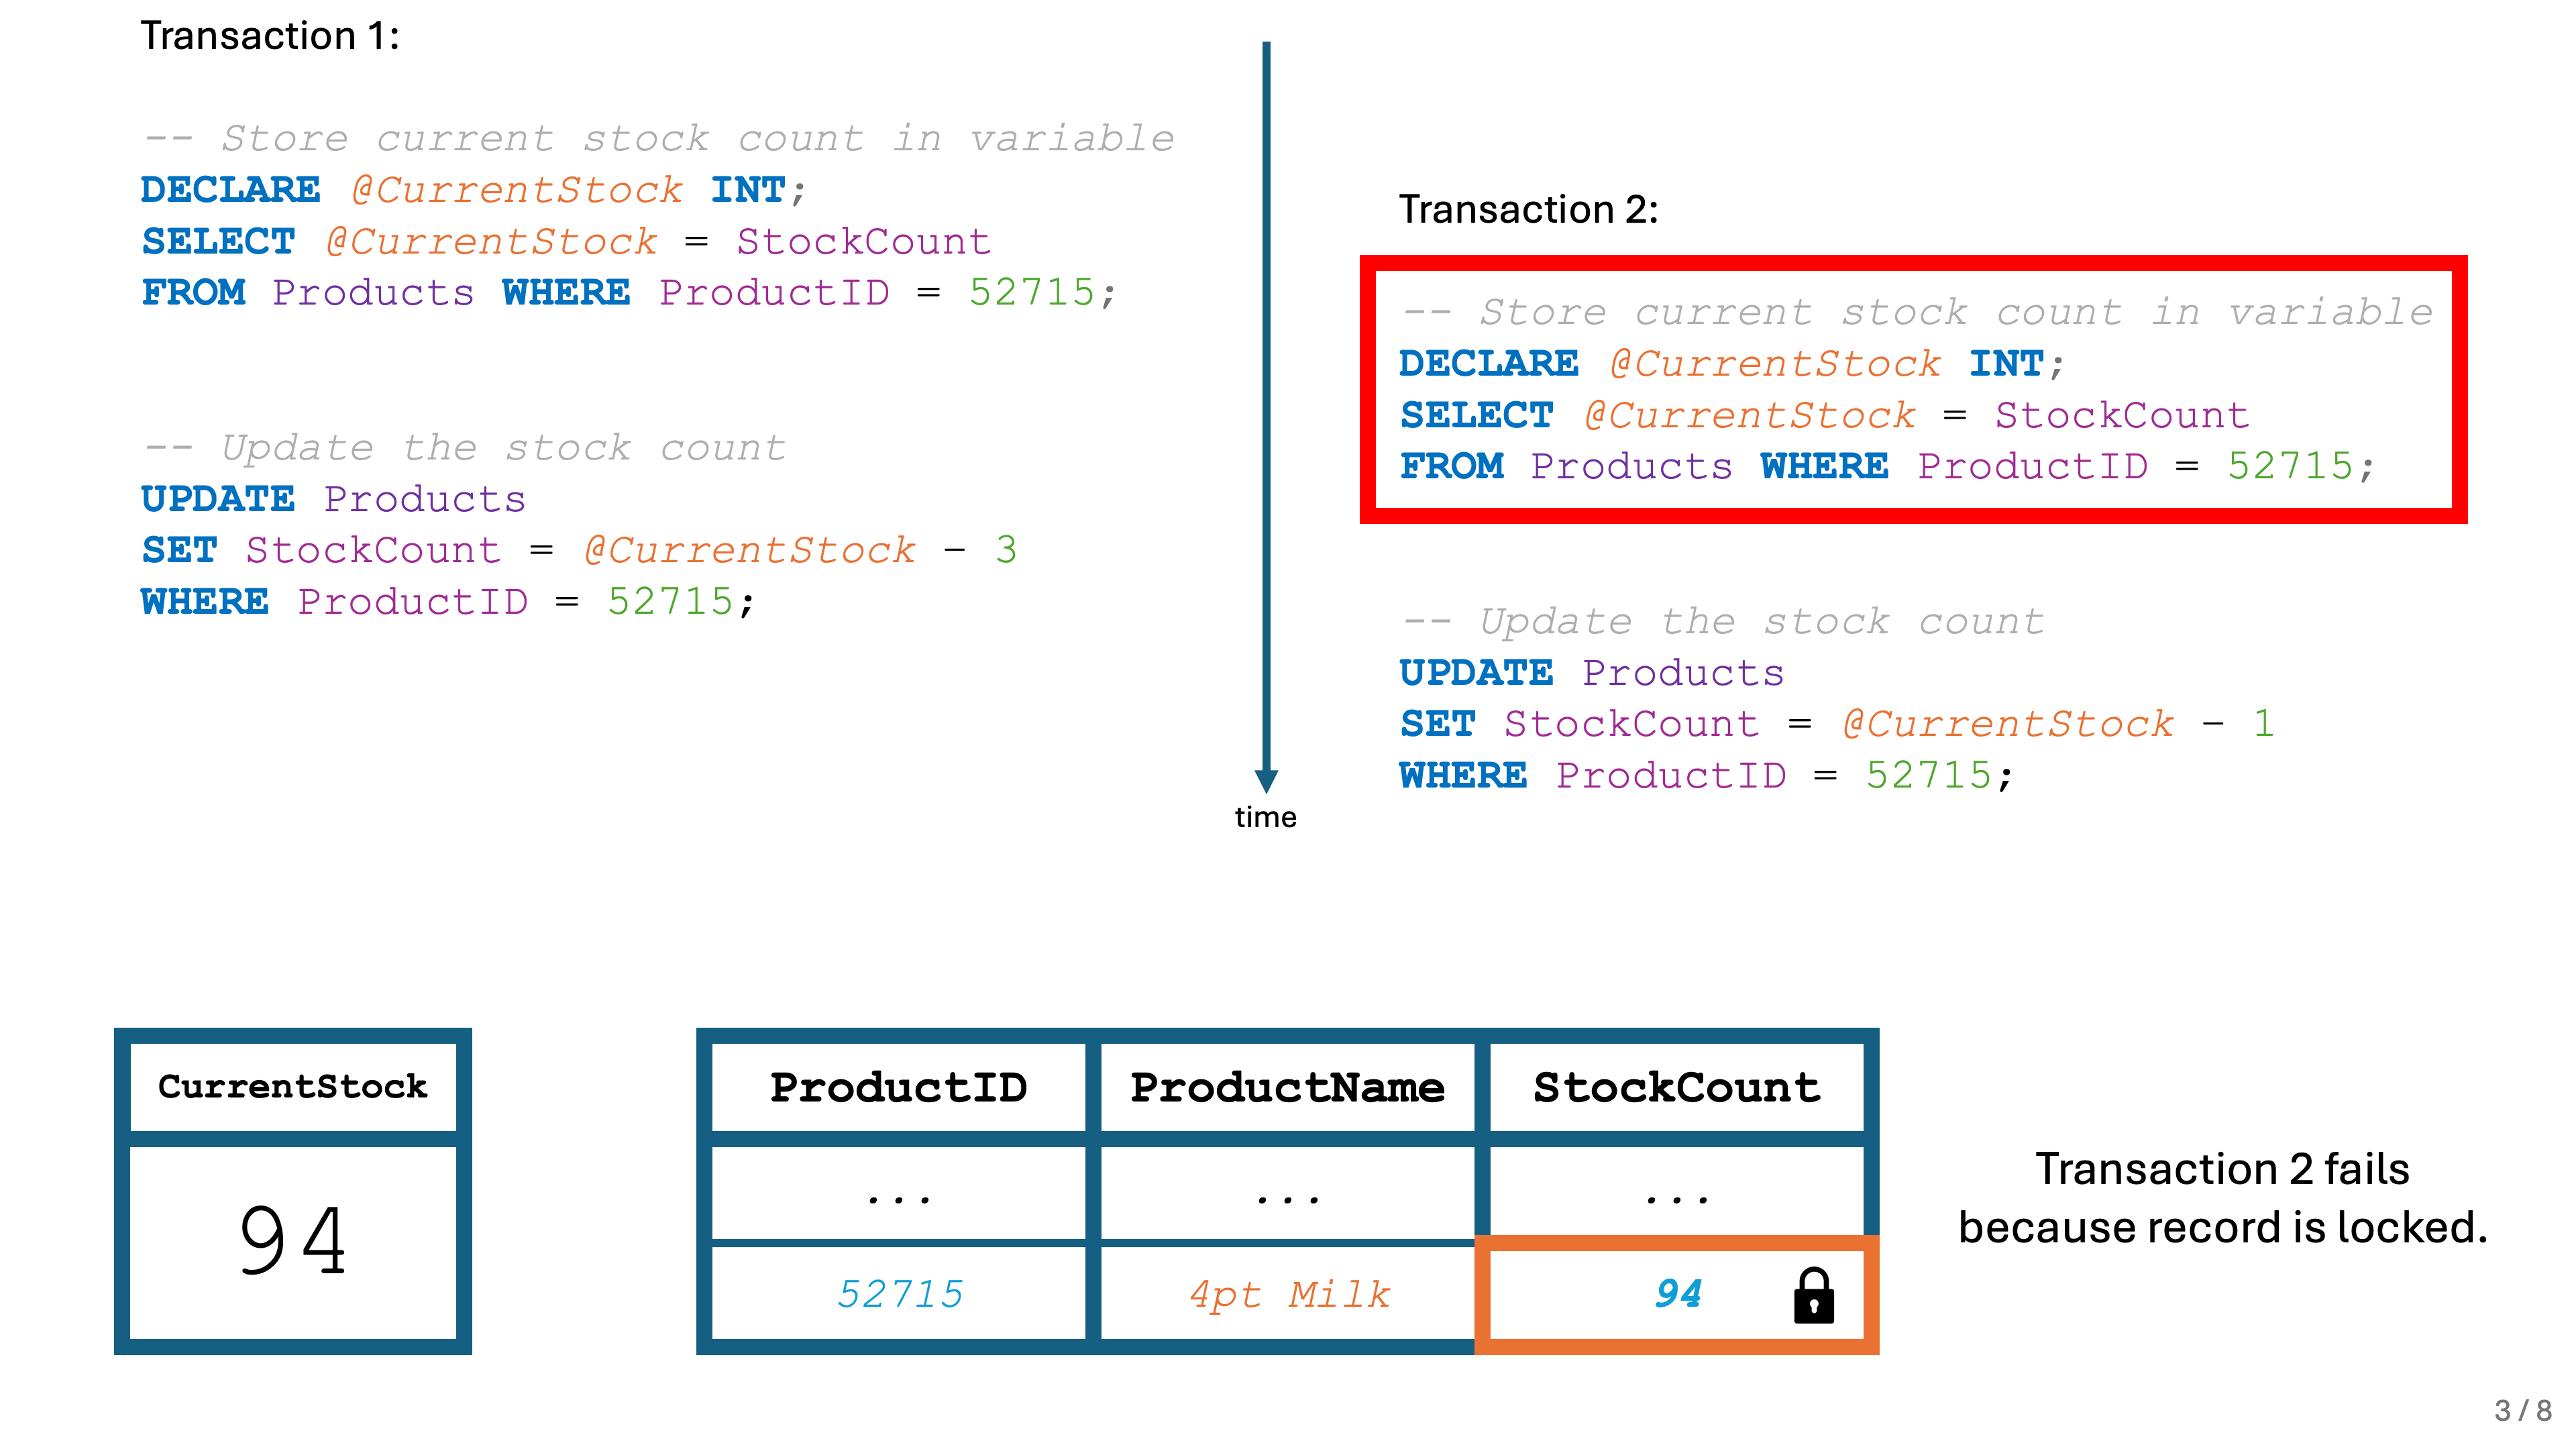 Transaction 1:
-- Store current stock count in variable
DECLARE @CurrentStock INT;
SELECT @CurrentStock = StockCount
FROM Products WHERE ProductID = 52715;
-- Update the stock count
UPDATE Products
SET StockCount = @CurrentStock - 3
WHERE ProductID = 52715;
time
Transaction 2:
-- Store current stock count in variable
DECLARE @CurrentStock INT;
SELECT @CurrentStock = StockCount
FROM Products WHERE ProductID = 52715;
-- Update the stock count
UPDATE Products
SET StockCount = @CurrentStock - 1
WHERE ProductID = 52715;
CurrentStock
94
ProductID ProductName StockCount
... ... ...
52715 4pt Milk 94
Transaction 2 fails
because record is locked.
3 / 8